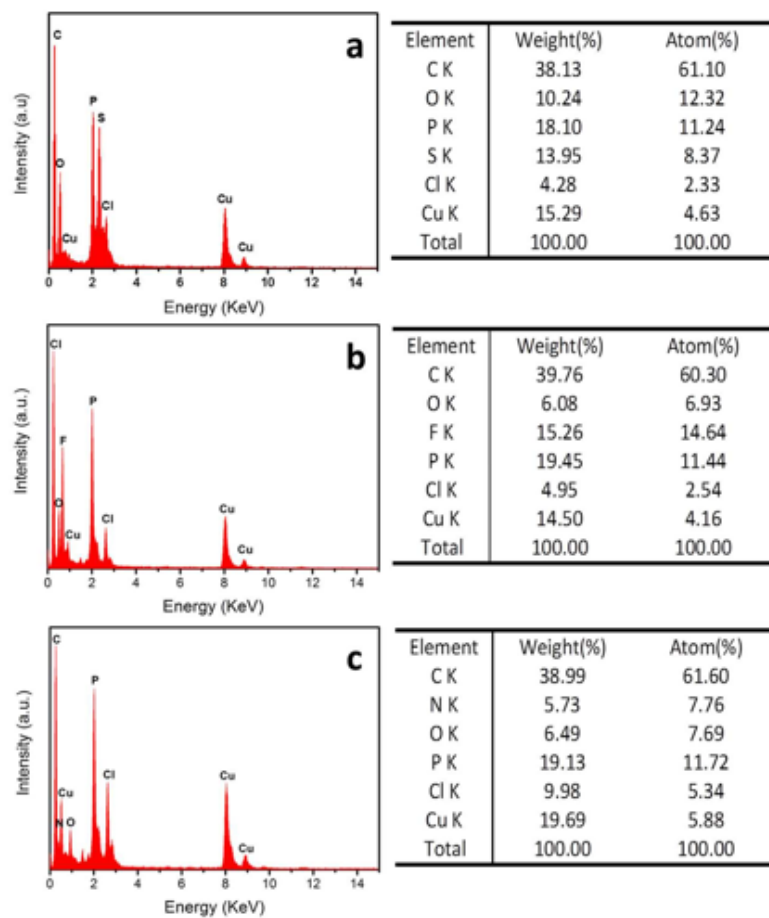 a
C
P
S
O
Cl
Cu
Cu
Cu
Intensity (a.u)
0 2 4 6 8 10 12 14
Energy (KeV)
Element Weight(%) Atom(%)
C K 38.13 61.10
O K 10.24 12.32
P K 18.10 11.24
S K 13.95 8.37
Cl K 4.28 2.33
Cu K 15.29 4.63
Total 100.00 100.00
b
Cl
P
F
O
Cu
Cl
Cu
Cu
Intensity (a.u.)
0 2 4 6 8 10 12 14
Energy (KeV)
Element Weight(%) Atom(%)
C K 39.76 60.30
O K 6.08 6.93
F K 15.26 14.64
P K 19.45 11.44
Cl K 4.95 2.54
Cu K 14.50 4.16
Total 100.00 100.00
c
C
P
Cl
Cu
Cu
N O
Cu
Intensity (a.u.)
0 2 4 6 8 10 12 14
Energy (KeV)
Element Weight(%) Atom(%)
C K 38.99 61.60
N K 5.73 7.76
O K 6.49 7.69
P K 19.13 11.72
Cl K 9.98 5.34
Cu K 19.69 5.88
Total 100.00 100.00